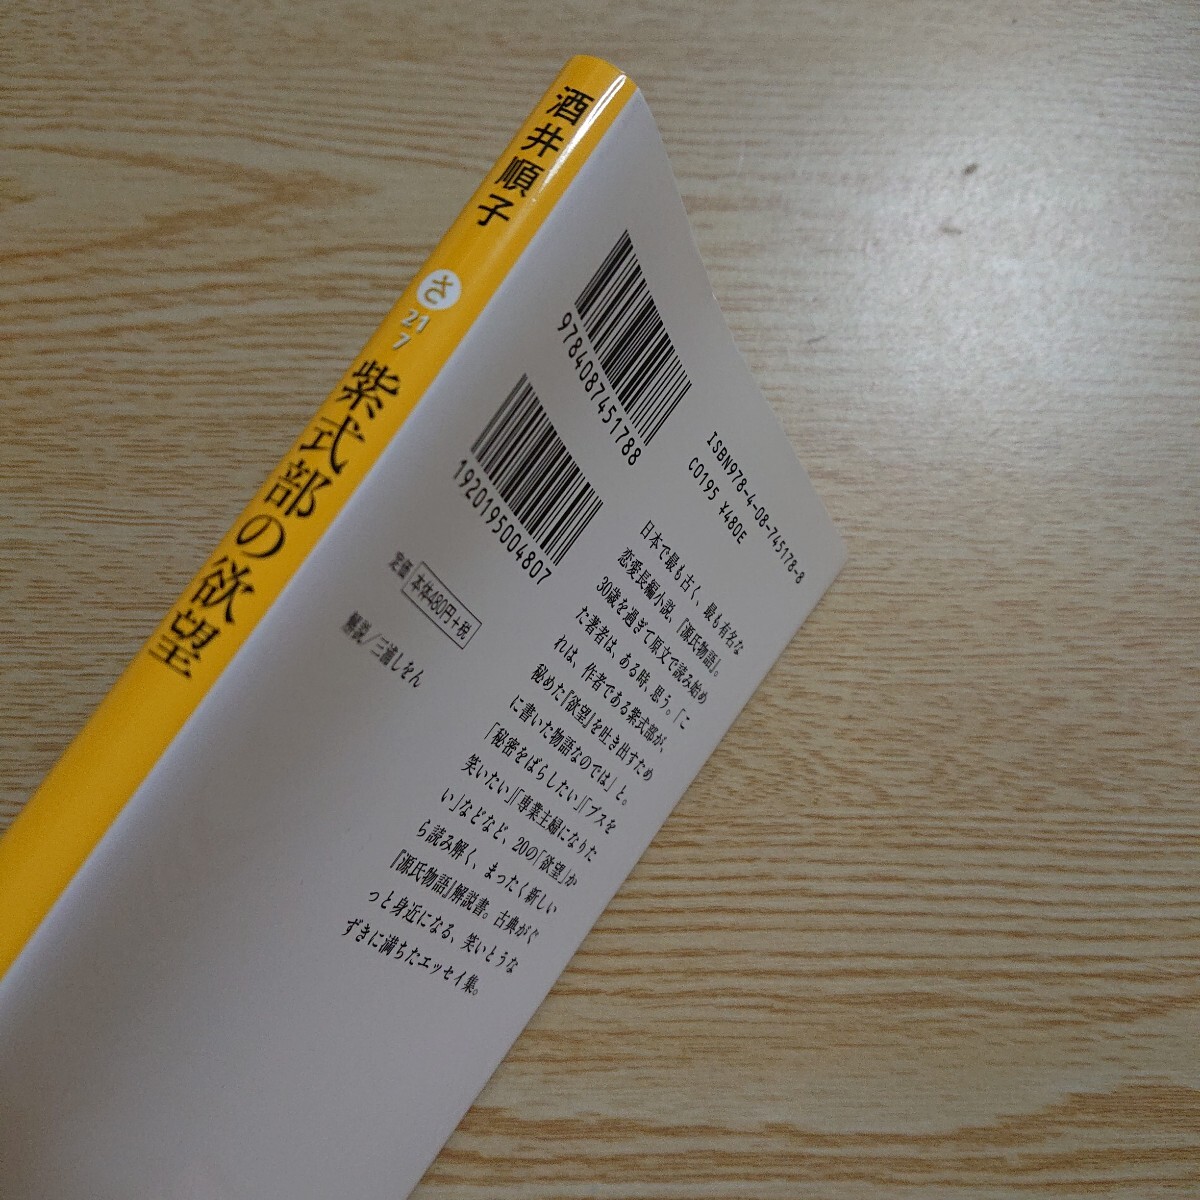 酒井順子
さ
21
7
紫式部の欲望
9784087451788
1920195004807
ISBN978-4-08-745178-8
C0195 ¥480E
定価 本体480円+税
解説/三浦しをん
日本で最も古く、最も有名な
恋愛長編小説、『源氏物語』。
30歳を過ぎて原文で読み始め
た著者は、ある時、思う。「こ
れは、作者である紫式部が、
秘めた『欲望』を吐き出すため
に書いた物語なのでは」と。
「秘密をばらしたい」「ブスを
笑いたい」「専業主婦になりた
い」などなど、20の「欲望」か
ら読み解く、まったく新しい
『源氏物語』解説書。古典がぐ
っと身近になる、笑いとうな
ずきに満ちたエッセイ集。